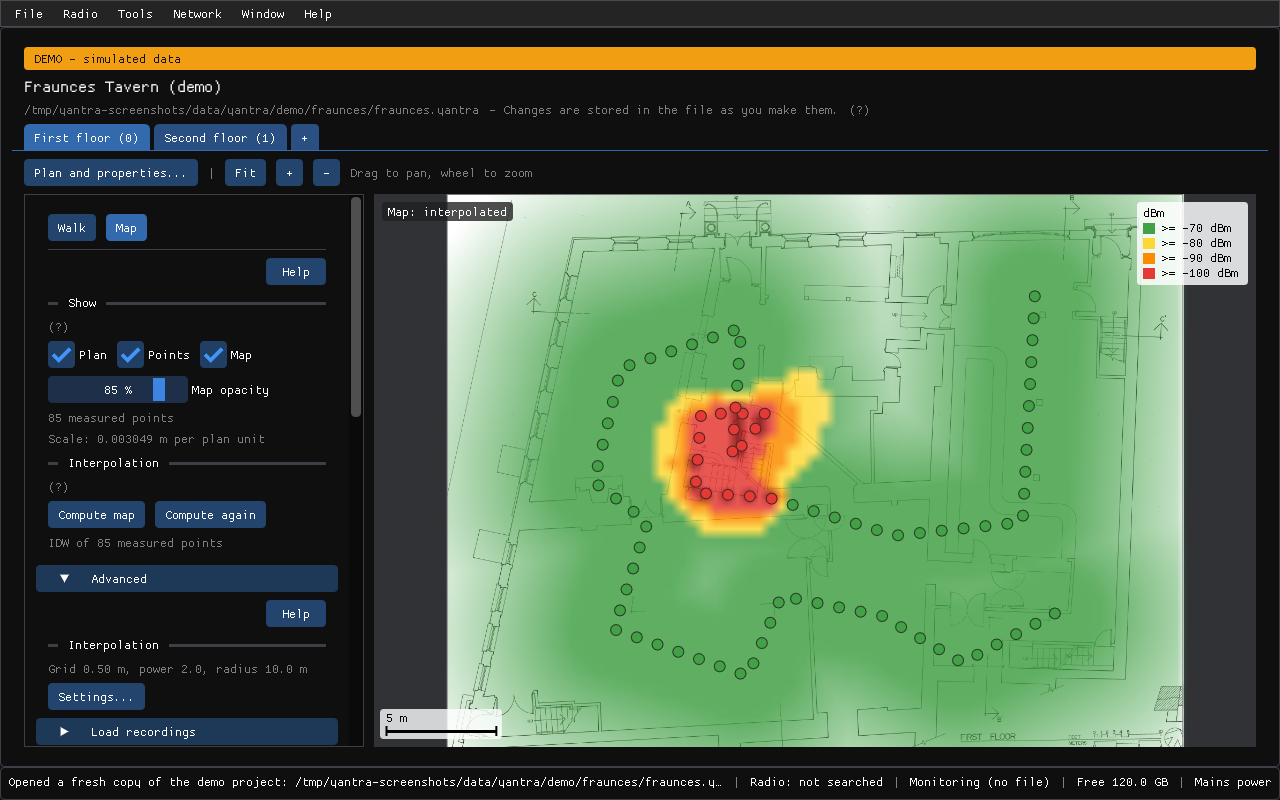 File Radio Tools Network Window Help
DEMO - simulated data
Fraunces Tavern (demo)
/tmp/yantra-screenshots/data/yantra/demo/fraunces/fraunces.yantra - Changes are stored in the file as you make them. (?)
First floor (0) Second floor (1) +
Plan and properties... | Fit + - Drag to pan, wheel to zoom
Walk Map
Help
Show
(?)
Plan Points Map
85 % Map opacity
85 measured points
Scale: 0.003049 m per plan unit
Interpolation
(?)
Compute map Compute again
IDW of 85 measured points
Advanced
Help
Interpolation
Grid 0.50 m, power 2.0, radius 10.0 m
Settings...
Load recordings
Map: interpolated
A
B
dBm
>= -70 dBm
>= -80 dBm
>= -90 dBm
>= -100 dBm
C
C
5 m
B
FIRST FLOOR
FEET
METERS
Opened a fresh copy of the demo project: /tmp/yantra-screenshots/data/yantra/demo/fraunces/fraunces.y… | Radio: not searched | Monitoring (no file) | Free 120.0 GB | Mains power